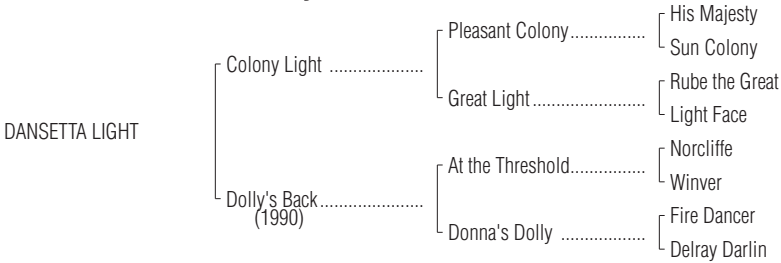 His Majesty
Pleasant Colony................
Sun Colony
Colony Light ....................
Rube the Great
Great Light........................
Light Face
DANSETTA LIGHT
Norcliffe
At the Threshold................
Winver
Dolly's Back......................
(1990)
Fire Dancer
Donna's Dolly ..................
Delray Darlin